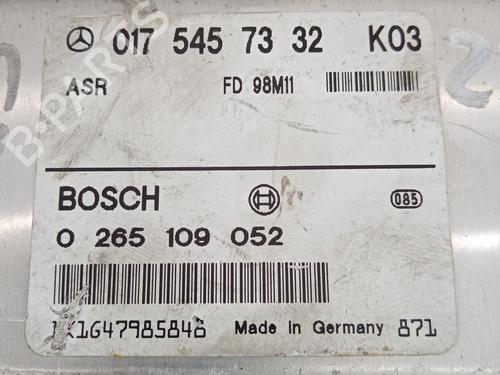 017 545 73 32 K03
ASR FD 98M11
BOSCH 085
0 265 109 052
Made in Germany 871
B-PARTS